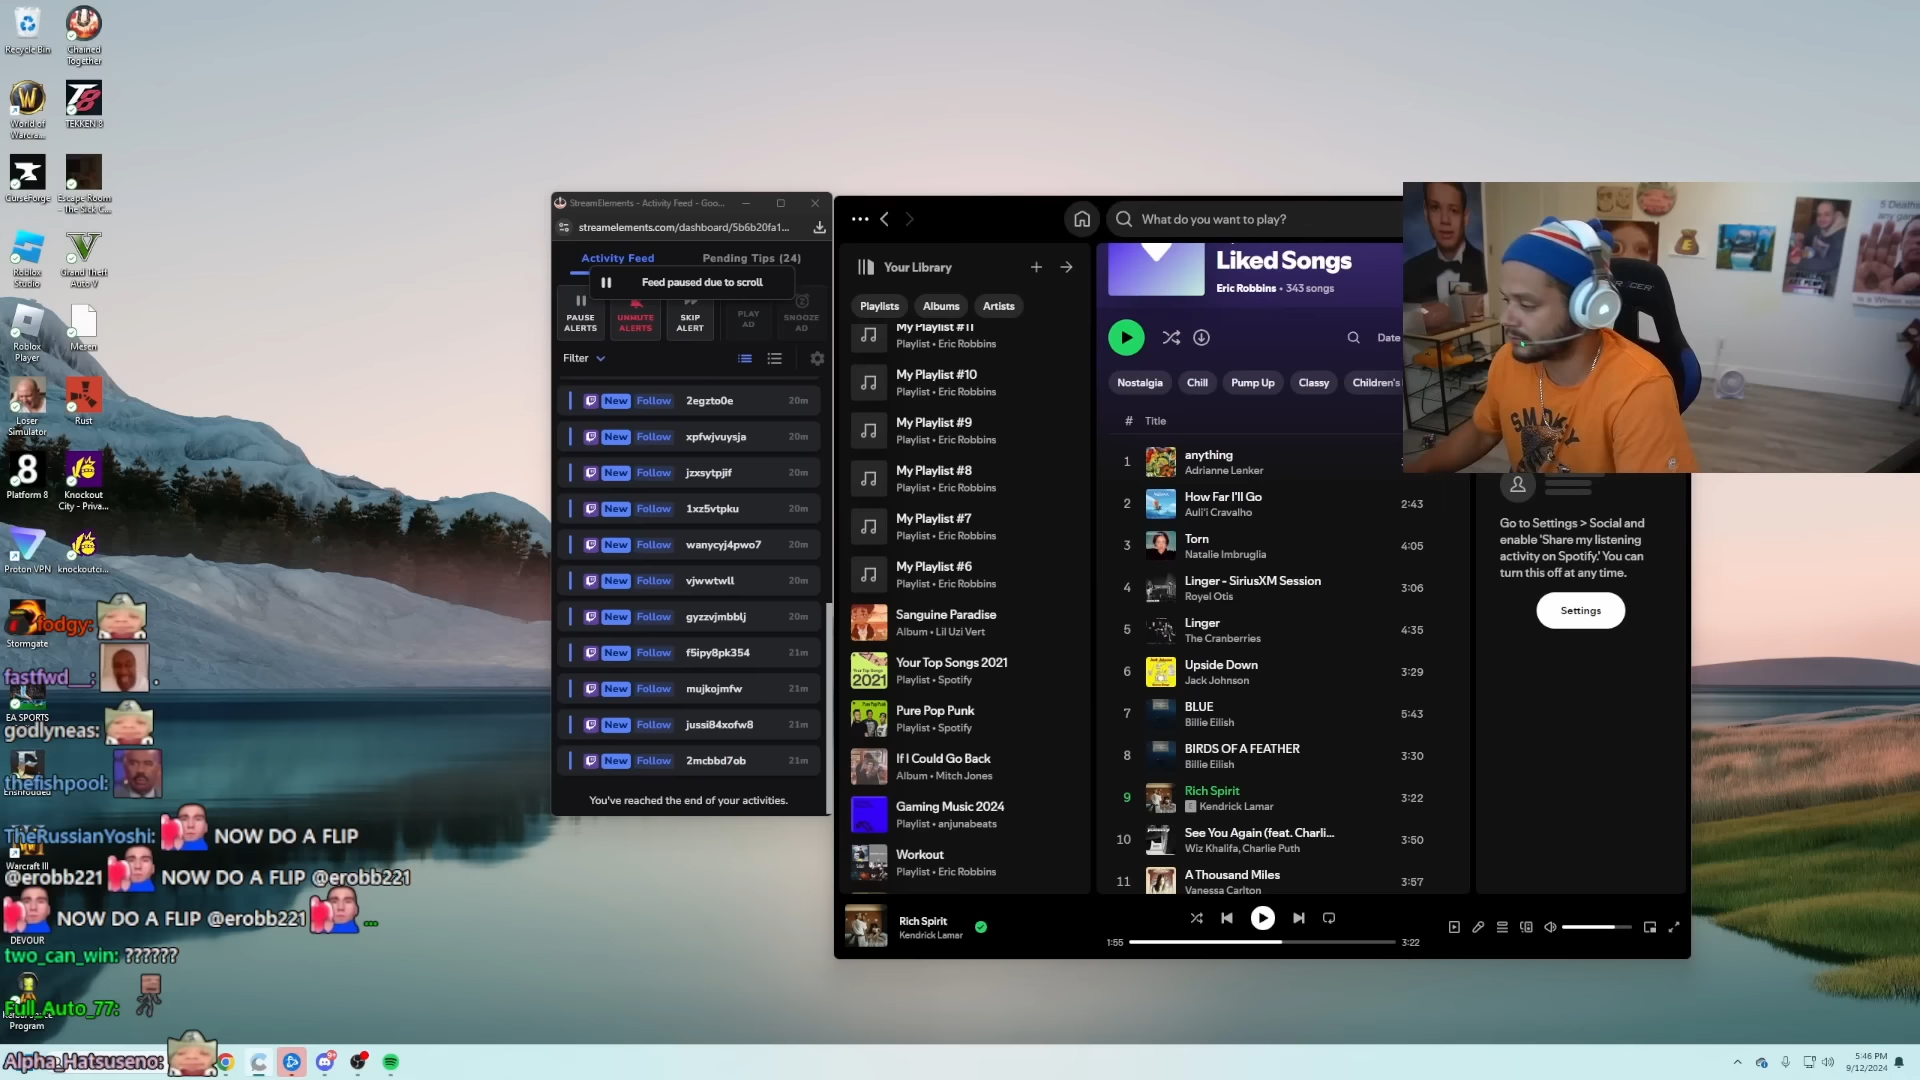 Recycle Bin
Chained Together
World of Warcra...
TEKKEN 8
CurseForge
Escape Room - The Sick C...
Roblox Studio
Grand Theft Auto V
Roblox Player
Mesen
Loser Simulator
Rust
Platform 8
Knockout City - Priva...
Proton VPN
knockoutci...
Stormgate
EA SPORTS
Enshrouded
Warcraft III
DEVOUR
Program
fodgy:
fastfwd__: .
godlyneas:
thefishpool:
TheRussianYoshi: NOW DO A FLIP
@erobb221 NOW DO A FLIP @erobb221
NOW DO A FLIP @erobb221 ...
two_can_win: ??????
Full_Auto_77:
Alpha_Hatsuseno:
StreamElements - Activity Feed - Goo...
streamelements.com/dashboard/5b6b20fa1...
Activity Feed
Pending Tips (24)
Feed paused due to scroll
PAUSE ALERTS
UNMUTE ALERTS
SKIP ALERT
PLAY AD
SNOOZE AD
Filter
New Follow 2egzto0e 20m
New Follow xpfwjvuysja 20m
New Follow jzxsytpjif 20m
New Follow 1xz5vtpku 20m
New Follow wanycyj4pwo7 20m
New Follow vjwwtwll 20m
New Follow gyzzvjmbblj 20m
New Follow f5ipy8pk354 21m
New Follow mujkojmfw 21m
New Follow jussi84xofw8 21m
New Follow 2mcbbd7ob 21m
You've reached the end of your activities.
What do you want to play?
Your Library
Playlists
Albums
Artists
My Playlist #11
Playlist • Eric Robbins
My Playlist #10
Playlist • Eric Robbins
My Playlist #9
Playlist • Eric Robbins
My Playlist #8
Playlist • Eric Robbins
My Playlist #7
Playlist • Eric Robbins
My Playlist #6
Playlist • Eric Robbins
Sanguine Paradise
Album • Lil Uzi Vert
Your Top Songs 2021
Playlist • Spotify
Pure Pop Punk
Playlist • Spotify
If I Could Go Back
Album • Mitch Jones
Gaming Music 2024
Playlist • anjunabeats
Workout
Playlist • Eric Robbins
Liked Songs
Eric Robbins • 343 songs
Date
Nostalgia
Chill
Pump Up
Classy
Children's
# Title
1 anything
Adrianne Lenker
2 How Far I'll Go 2:43
Auli'i Cravalho
3 Torn 4:05
Natalie Imbruglia
4 Linger - SiriusXM Session 3:06
Royel Otis
5 Linger 4:35
The Cranberries
6 Upside Down 3:29
Jack Johnson
7 BLUE 5:43
Billie Eilish
8 BIRDS OF A FEATHER 3:30
Billie Eilish
9 Rich Spirit 3:22
E Kendrick Lamar
10 See You Again (feat. Charli... 3:50
Wiz Khalifa, Charlie Puth
11 A Thousand Miles 3:57
Vanessa Carlton
Go to Settings > Social and
enable 'Share my listening
activity on Spotify.' You can
turn this off at any time.
Settings
Rich Spirit
Kendrick Lamar
1:55
3:22
5 Deaths
SMOKEY
5:46 PM
9/12/2024